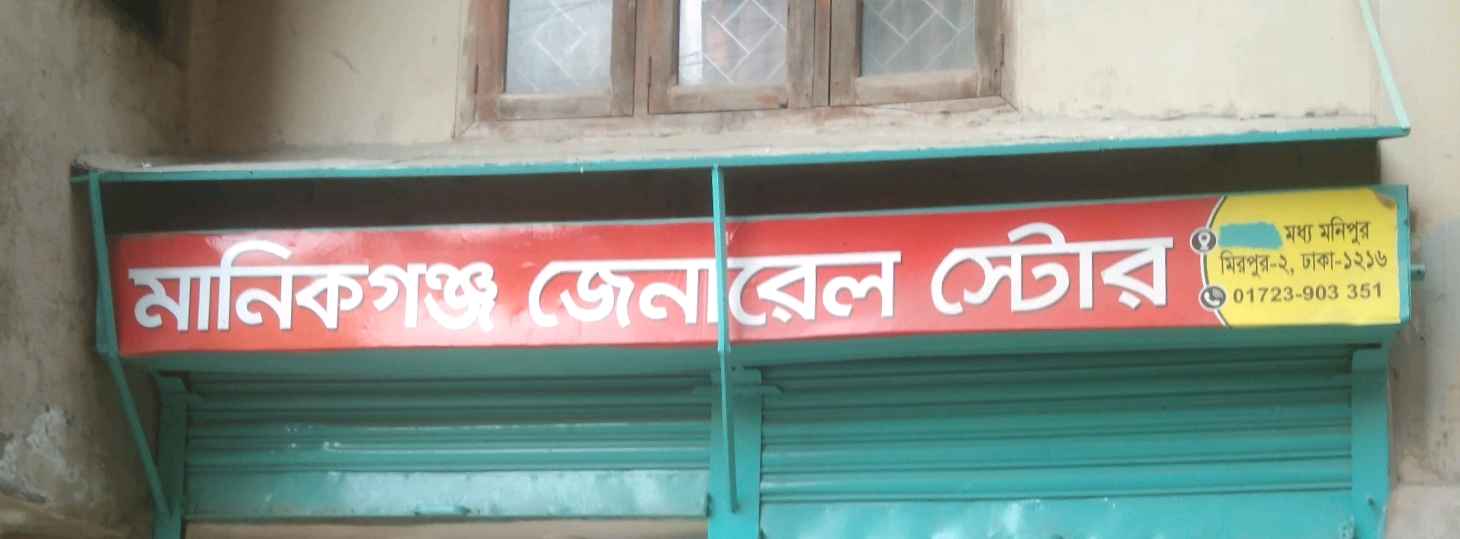 মানিকগঞ্জ জেনারেল স্টোর
মধ্য মনিপুর
মিরপুর-২, ঢাকা-১২১৬
01723-903 351